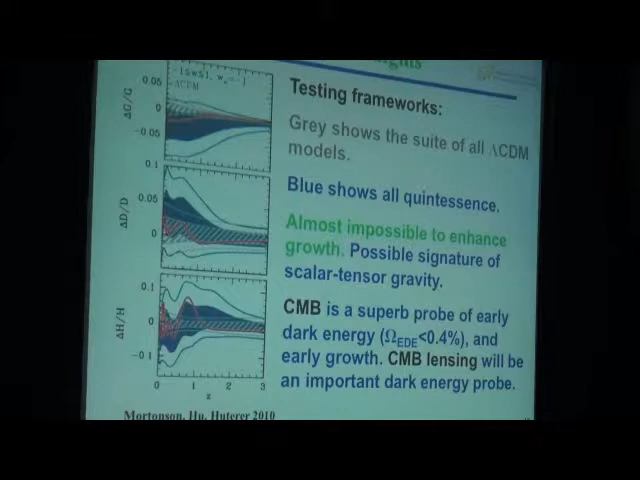 Testing frameworks:
Grey shows the suite of all ΛCDM
models.
Blue shows all quintessence.
Almost impossible to enhance
growth. Possible signature of
scalar-tensor gravity.
CMB is a superb probe of early
dark energy (Ω_EDE<0.4%), and
early growth. CMB lensing will be
an important dark energy probe.
ΛCDM
ΔG/G
0.05
0
-0.05
0.1
ΔD/D
0.05
0
ΔH/H
0.1
0
-0.1
0 1 2 3
z
Mortonson, Hu, Huterer 2010